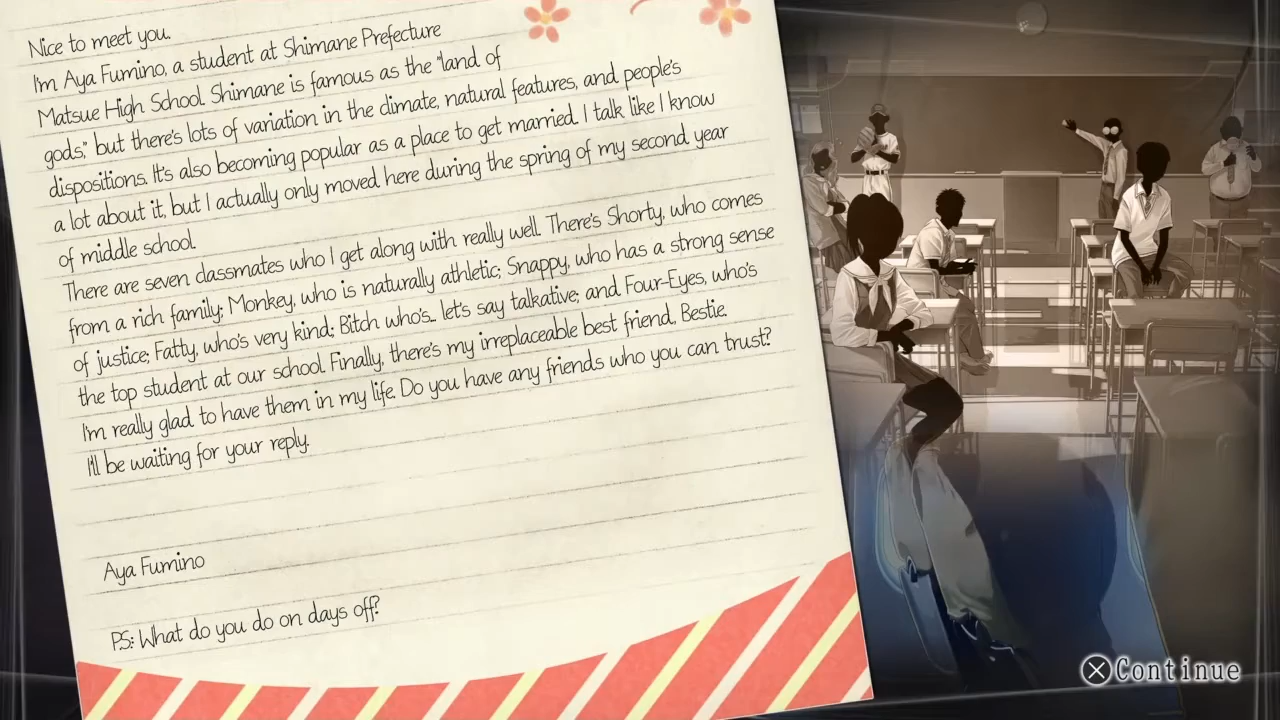 Nice to meet you.
I'm Aya Fumino, a student at Shimane Prefecture
Matsue High School. Shimane is famous as the "land of
gods," but there's lots of variation in the climate, natural features, and people's
dispositions. It's also becoming popular as a place to get married. I talk like I know
a lot about it, but I actually only moved here during the spring of my second year
of middle school.
There are seven classmates who I get along with really well. There's Shorty, who comes
from a rich family; Monkey, who is naturally athletic; Snappy, who has a strong sense
of justice; Fatty, who's very kind; Bitch who's... let's say talkative; and Four-Eyes, who's
the top student at our school. Finally, there's my irreplaceable best friend, Bestie.
I'm really glad to have them in my life. Do you have any friends who you can trust?
I'll be waiting for your reply.
Aya Fumino
PS: What do you do on days off?
Continue